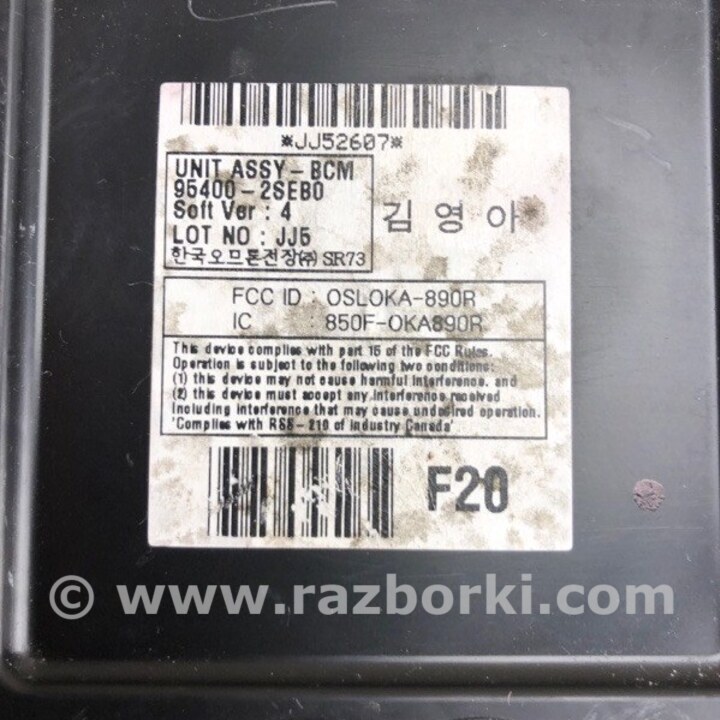 *JJ52607*
UNIT ASSY-BCM
95400-2SEB0
Soft Ver : 4
LOT NO : JJ5
한국오므론전장㈜ SR73
김영아
FCC ID : OSLOKA-890R
IC : 850F-OKA890R
This device complies with part 15 of the FCC Rules.
Operation is subject to the following two conditions:
(1) this device may not cause harmful interference, and
(2) this device must accept any interference received
including interference that may cause undesired operation.
'Complies with RSS-210 of Industry Canada'
F20
© www.razborki.com